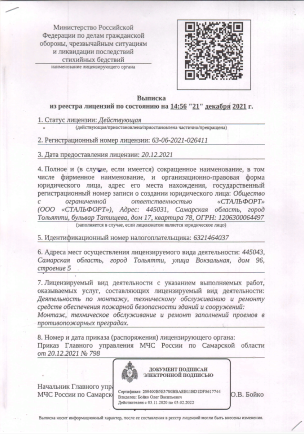 Министерство Российской
Федерации по делам гражданской
обороны, чрезвычайным ситуациям
и ликвидации последствий
стихийных бедствий
наименование лицензирующего органа
Выписка
из реестра лицензий по состоянию на 14:56 "21" декабря 2021 г.
1. Статус лицензии: Действующая
(действующая/приостановлена/приостановлена частично/прекращена)
2. Регистрационный номер лицензии: 63-06-2021-026411
3. Дата предоставления лицензии: 20.12.2021
4. Полное и (в случае, если имеется) сокращенное наименование, в том
числе фирменное наименование, и организационно-правовая форма
юридического лица, адрес его места нахождения, государственный
регистрационный номер записи о создании юридического лица: Общество
с ограниченной ответственностью «СТАЛЬФОРТ»
(ООО «СТАЛЬФОРТ»), Адрес: 445031, Самарская область, город
Тольятти, бульвар Татищева, дом 17, квартира 78, ОГРН: 1206300064497
(заполняется в случае, если лицензиатом является юридическое лицо)
5. Идентификационный номер налогоплательщика: 6321464037
6. Адреса мест осуществления лицензируемого вида деятельности: 445043,
Самарская область, город Тольятти, улица Вокзальная, дом 96,
строение 5
7. Лицензируемый вид деятельности с указанием выполняемых работ,
оказываемых услуг, составляющих лицензируемый вид деятельности:
Деятельность по монтажу, техническому обслуживанию и ремонту
средств обеспечения пожарной безопасности зданий и сооружений:
Монтаж, техническое обслуживание и ремонт заполнений проемов в
противопожарных преградах.
8. Номер и дата приказа (распоряжения) лицензирующего органа:
Приказ Главного управления МЧС России по Самарской области
от 20.12.2021 № 798
ДОКУМЕНТ ПОДПИСАН
ЭЛЕКТРОННОЙ ПОДПИСЬЮ
Сертификат:
Владелец: Бойко Олег Васильевич
Действителен с
Начальник Главного управ
МЧС России по Самарской
О.В. Бойко
Выписка носит информационный характер, после ее составления в реестр лицензий могли быть внесены изменения.